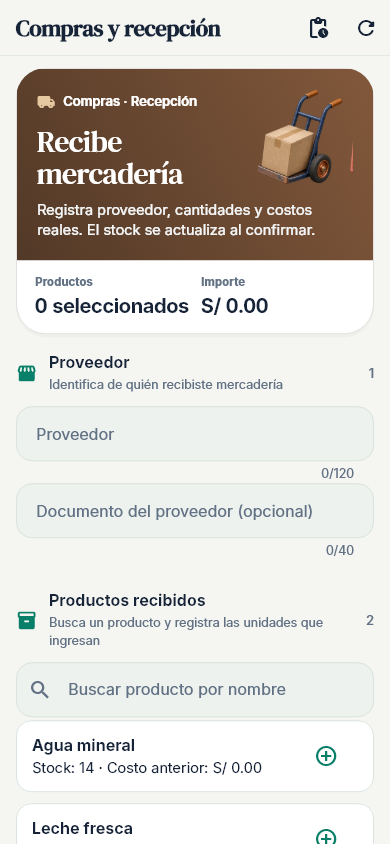 Compras y recepción
Compras · Recepción
Recibe
mercadería
Registra proveedor, cantidades y costos
reales. El stock se actualiza al confirmar.
Productos
0 seleccionados
Importe
S/ 0.00
Proveedor
Identifica de quién recibiste mercadería
1
Proveedor
0/120
Documento del proveedor (opcional)
0/40
Productos recibidos
Busca un producto y registra las unidades que
ingresan
2
Buscar producto por nombre
Agua mineral
Stock: 14 · Costo anterior: S/ 0.00
Leche fresca